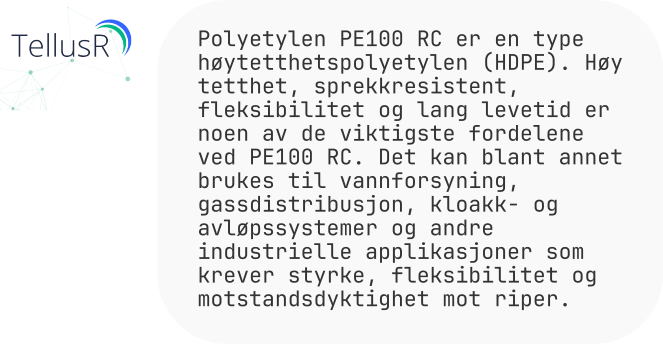 TellusR
Polyetylen PE100 RC er en type
høytetthetspolyetylen (HDPE). Høy
tetthet, sprekkresistent,
fleksibilitet og lang levetid er
noen av de viktigste fordelene
ved PE100 RC. Det kan blant annet
brukes til vannforsyning,
gassdistribusjon, kloakk- og
avløpssystemer og andre
industrielle applikasjoner som
krever styrke, fleksibilitet og
motstandsdyktighet mot riper.